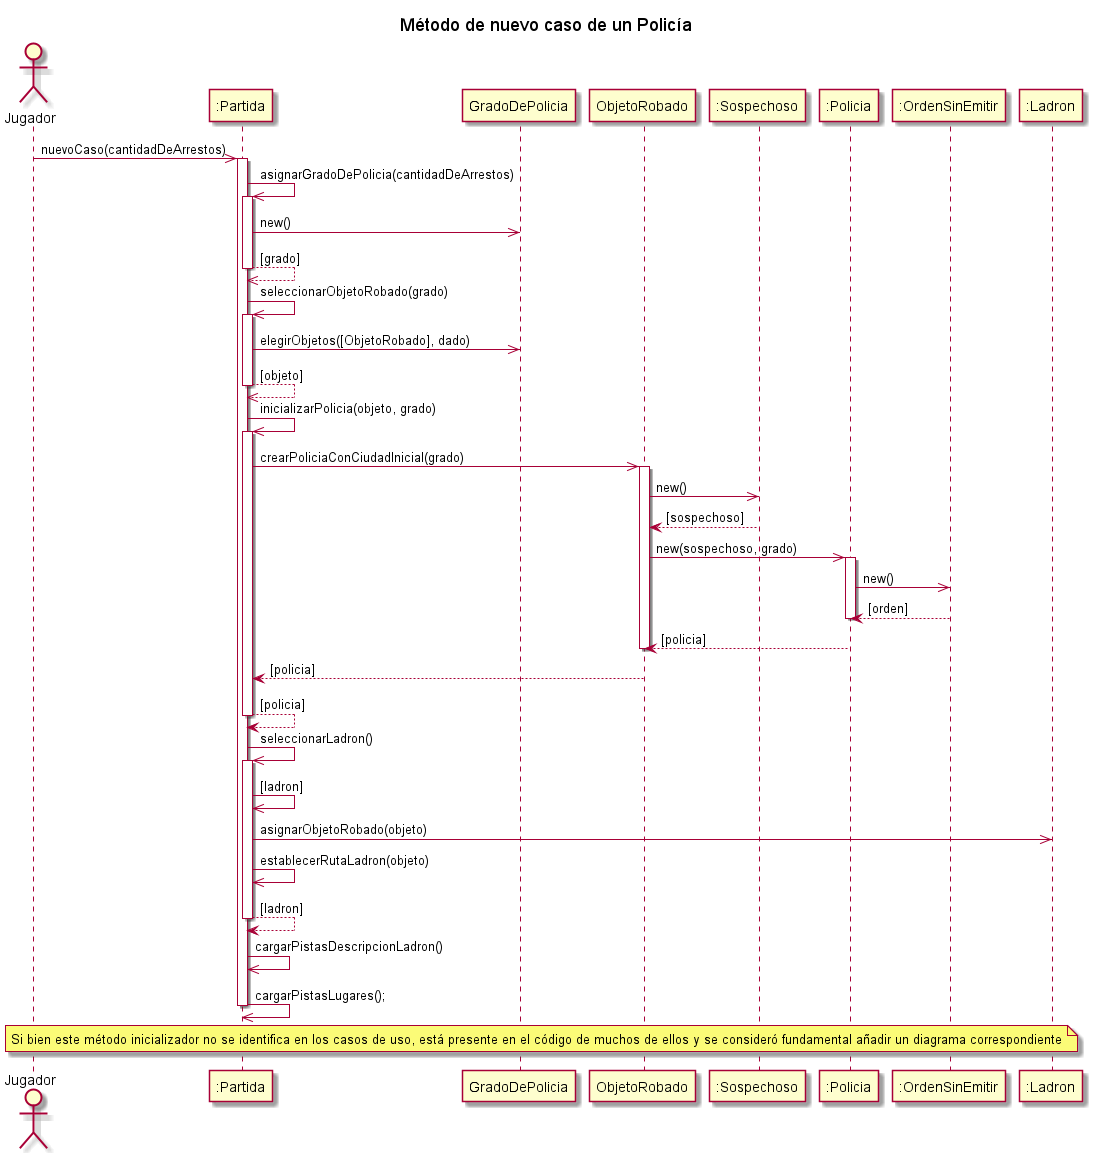 Método de nuevo caso de un Policía
Jugador
:Partida
GradoDePolicia
ObjetoRobado
:Sospechoso
:Policia
:OrdenSinEmitir
:Ladron
nuevoCaso(cantidadDeArrestos)
asignarGradoDePolicia(cantidadDeArrestos)
new()
[grado]
seleccionarObjetoRobado(grado)
elegirObjetos([ObjetoRobado], dado)
[objeto]
inicializarPolicia(objeto, grado)
crearPoliciaConCiudadInicial(grado)
new()
[sospechoso]
new(sospechoso, grado)
new()
[orden]
[policia]
[policia]
[policia]
seleccionarLadron()
[ladron]
asignarObjetoRobado(objeto)
establecerRutaLadron(objeto)
[ladron]
cargarPistasDescripcionLadron()
cargarPistasLugares();
Si bien este método inicializador no se identifica en los casos de uso, está presente en el código de muchos de ellos y se consideró fundamental añadir un diagrama correspondiente
Jugador
:Partida
GradoDePolicia
ObjetoRobado
:Sospechoso
:Policia
:OrdenSinEmitir
:Ladron